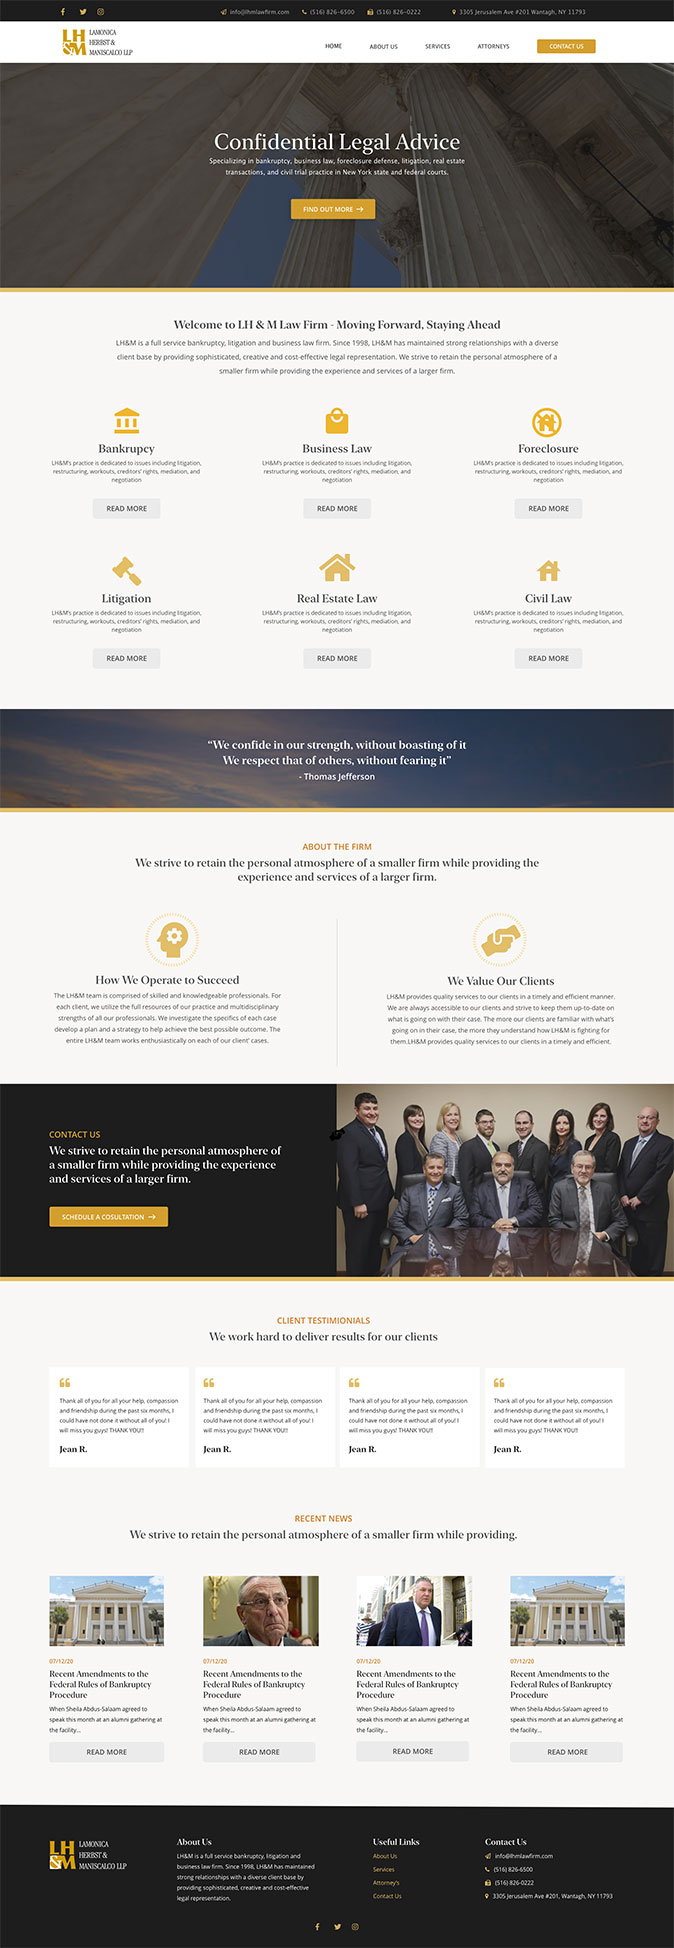 info@lhmlawfirm.com (516) 826-6500 (516) 826-0222 3305 Jerusalem Ave #201 Wantagh, NY 11793
LH&M
LAMONICA
HERBST &
MANISCALCO LLP
HOME ABOUT US SERVICES ATTORNEYS CONTACT US
Confidential Legal Advice
Specializing in bankruptcy, business law, foreclosure defense, litigation, real estate
transactions, and civil trial practice in New York state and federal courts.
FIND OUT MORE
Welcome to LH & M Law Firm - Moving Forward, Staying Ahead
LH&M is a full service bankruptcy, litigation and business law firm. Since 1998, LH&M has maintained strong relationships with a diverse
client base by providing sophisticated, creative and cost-effective legal representation. We strive to retain the personal atmosphere of a
smaller firm while providing the experience and services of a larger firm.
Bankrupcy
LH&M's practice is dedicated to issues including litigation,
restructuring, workouts, creditors' rights, mediation, and
negotiation
READ MORE
Business Law
LH&M's practice is dedicated to issues including litigation,
restructuring, workouts, creditors' rights, mediation, and
negotiation
READ MORE
Foreclosure
LH&M's practice is dedicated to issues including litigation,
restructuring, workouts, creditors' rights, mediation, and
negotiation
READ MORE
Litigation
LH&M's practice is dedicated to issues including litigation,
restructuring, workouts, creditors' rights, mediation, and
negotiation
READ MORE
Real Estate Law
LH&M's practice is dedicated to issues including litigation,
restructuring, workouts, creditors' rights, mediation, and
negotiation
READ MORE
Civil Law
LH&M's practice is dedicated to issues including litigation,
restructuring, workouts, creditors' rights, mediation, and
negotiation
READ MORE
“We confide in our strength, without boasting of it
We respect that of others, without fearing it”
- Thomas Jefferson
ABOUT THE FIRM
We strive to retain the personal atmosphere of a smaller firm while providing the
experience and services of a larger firm.
How We Operate to Succeed
The LH&M team is comprised of skilled and knowledgeable professionals. For
each client, we utilize the full resources of our practice and multidisciplinary
strengths of all our professionals. We investigate the specifics of each case
develop a plan and a strategy to help achieve the best possible outcome. The
entire LH&M team works enthusiastically on each of our client' cases.
We Value Our Clients
LH&M provides quality services to our clients in a timely and efficient manner.
We are always accessible to our clients and strive to keep them up-to-date on
what is going on with their case. The more our clients are familiar with what's
going on in their case, the more they understand how LH&M is fighting for
them.LH&M provides quality services to our clients in a timely and efficient.
CONTACT US
We strive to retain the personal atmosphere of
a smaller firm while providing the experience
and services of a larger firm.
SCHEDULE A COSULTATION
CLIENT TESTIMIONIALS
We work hard to deliver results for our clients
Thank all of you for all your help, compassion
and friendship during the past six months, I
could have not done it without all of you! I
will miss you guys! THANK YOU!!
Jean R.
Thank all of you for all your help, compassion
and friendship during the past six months, I
could have not done it without all of you! I
will miss you guys! THANK YOU!!
Jean R.
Thank all of you for all your help, compassion
and friendship during the past six months, I
could have not done it without all of you! I
will miss you guys! THANK YOU!!
Jean R.
Thank all of you for all your help, compassion
and friendship during the past six months, I
could have not done it without all of you! I
will miss you guys! THANK YOU!!
Jean R.
RECENT NEWS
We strive to retain the personal atmosphere of a smaller firm while providing.
07/12/20
Recent Amendments to the
Federal Rules of Bankruptcy
Procedure
When Sheila Abdus-Salaam agreed to
speak this month at an alumni gathering at
the facility...
READ MORE
07/12/20
Recent Amendments to the
Federal Rules of Bankruptcy
Procedure
When Sheila Abdus-Salaam agreed to
speak this month at an alumni gathering at
the facility...
READ MORE
07/12/20
Recent Amendments to the
Federal Rules of Bankruptcy
Procedure
When Sheila Abdus-Salaam agreed to
speak this month at an alumni gathering at
the facility...
READ MORE
07/12/20
Recent Amendments to the
Federal Rules of Bankruptcy
Procedure
When Sheila Abdus-Salaam agreed to
speak this month at an alumni gathering at
the facility...
READ MORE
LH&M
LAMONICA
HERBST &
MANISCALCO LLP
About Us
LH&M is a full service bankruptcy, litigation and
business law firm. Since 1998, LH&M has maintained
strong relationships with a diverse client base by
providing sophisticated, creative and cost-effective
legal representation.
Useful Links
About Us
Services
Attorney's
Contact Us
Contact Us
info@lhmlawfirm.com
(516) 826-6500
(516) 826-0222
3305 Jerusalem Ave #201, Wantagh, NY 11793